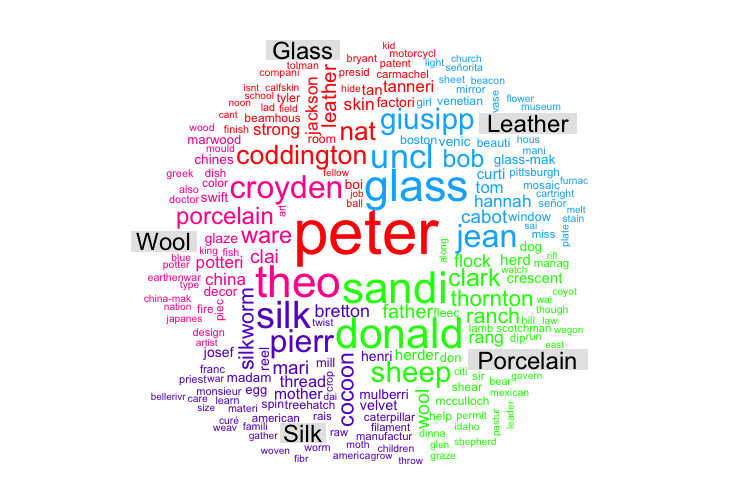 kid
Glass
bryant motorcycl
tolman patent light church
compani presid carmachel señorita
isnt calfskin hide tan tanneri sheet beacon
school tyler jackson leather skin factori girl mirror vase flower
noon lad field venetian museum
cant beamhous room nat giusipp
wood finish strong boston venic beauti hous Leather
mould marwood coddington uncl bob glass-mak mani
chines fellow curti pittsburgh
greek dish boi glass tom mosaic furnac
also color croyden job hannah cartright
doctor swift ball señor melt
porcelain art peter cabot window stain
ware jean sai miss plate
Wool glaze king fish along dog
blue clai flock herd rifi
potter potteri theo sandi clark watch manag
earthenwar china crescent coyot
type decor thornton wai
china-mak silkworm silk bretton father fleec though
nation fire piec ranch hill law
japanes twist donald lamb scotchman wagon
design pierr rang dip run
artist east
josef reel henri herder don Porcelain
franc mari mill sheep citi
priest war madam thread cocoon sir govern
bellerivr monsieur egg crop mulberri shear bear mexican
care learn mother dai velvet wool mcculloch leader
size materi spin treehatch caterpillar help permit pastur
curé american rais filament idaho
weav famili Silk raw manufactur dinna
gather moth children glen shepherd
woven worm americagrow graze
fibr throw